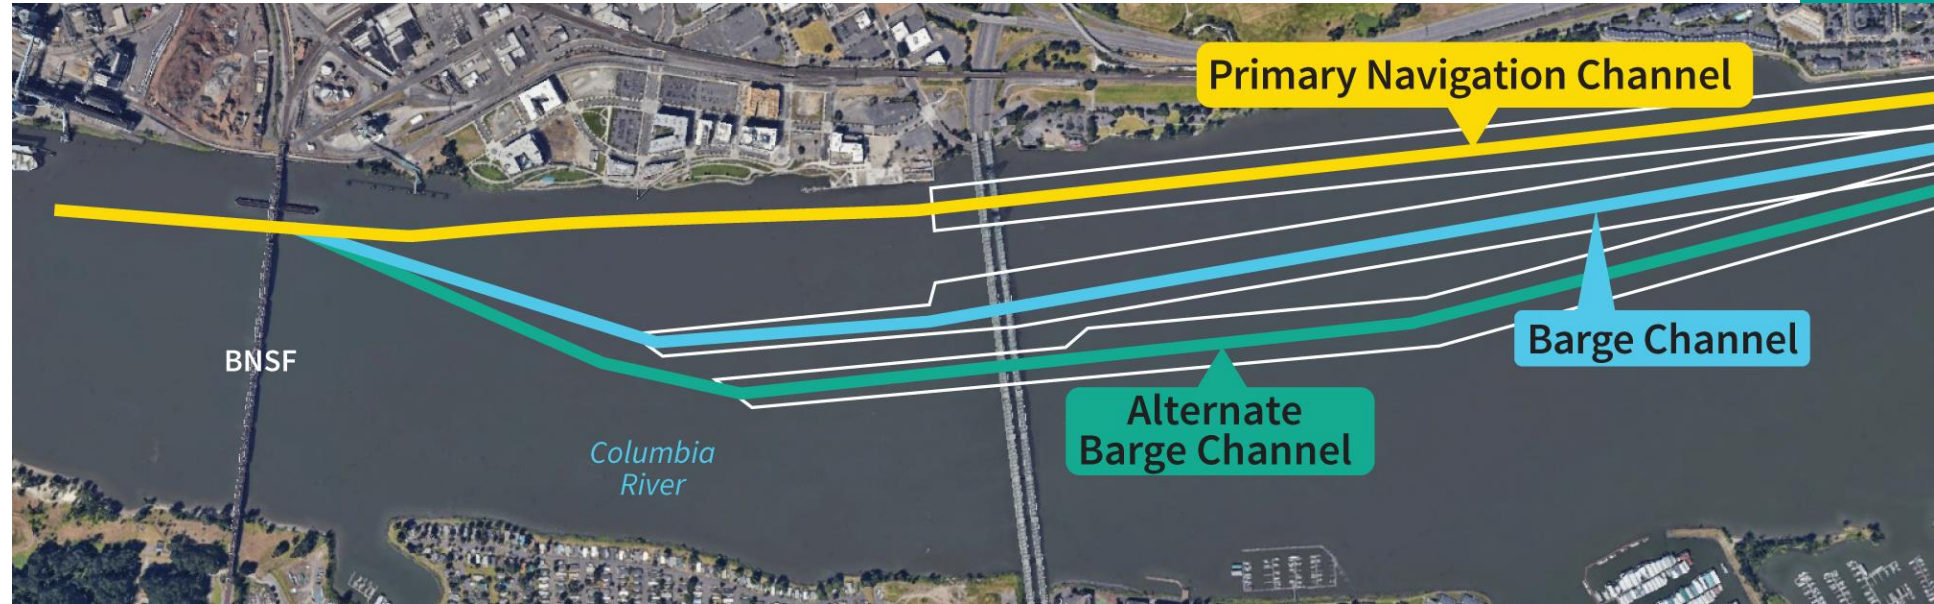 Primary Navigation Channel
Barge Channel
BNSF
Alternate
Barge Channel
Columbia
River